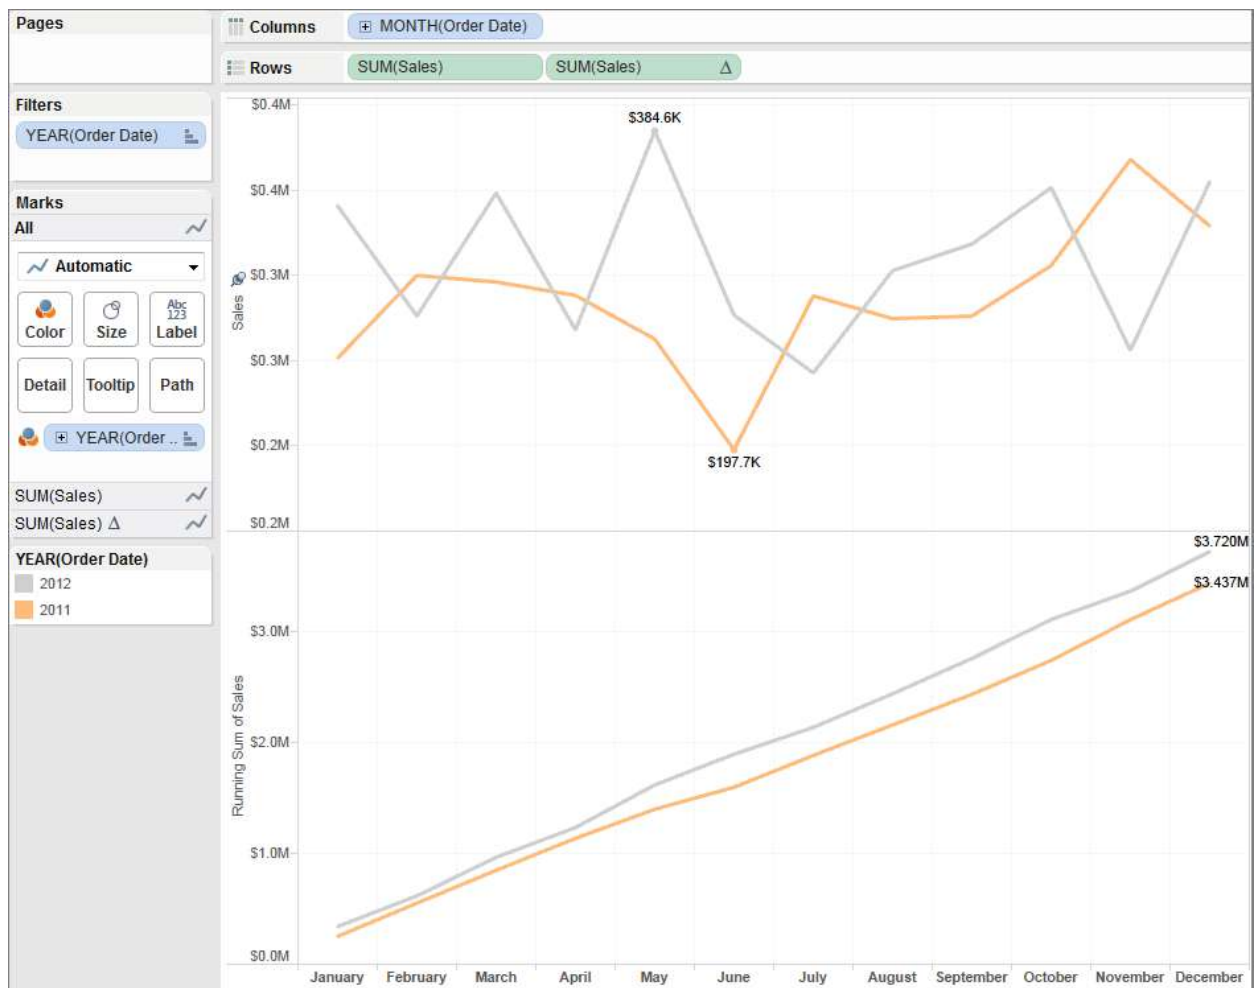 Pages
Columns
MONTH(Order Date)
Rows
SUM(Sales)
SUM(Sales) Δ
Filters
YEAR(Order Date)
Marks
All
Automatic
Color
Size
Abc
123
Label
Detail
Tooltip
Path
YEAR(Order ..
SUM(Sales)
SUM(Sales) Δ
YEAR(Order Date)
2012
2011
$0.4M
$0.4M
$0.3M
$0.3M
$0.2M
$0.2M
Sales
$384.6K
$197.7K
$3.720M
$3.437M
$3.0M
$2.0M
$1.0M
$0.0M
Running Sum of Sales
January February March April May June July August September October November December